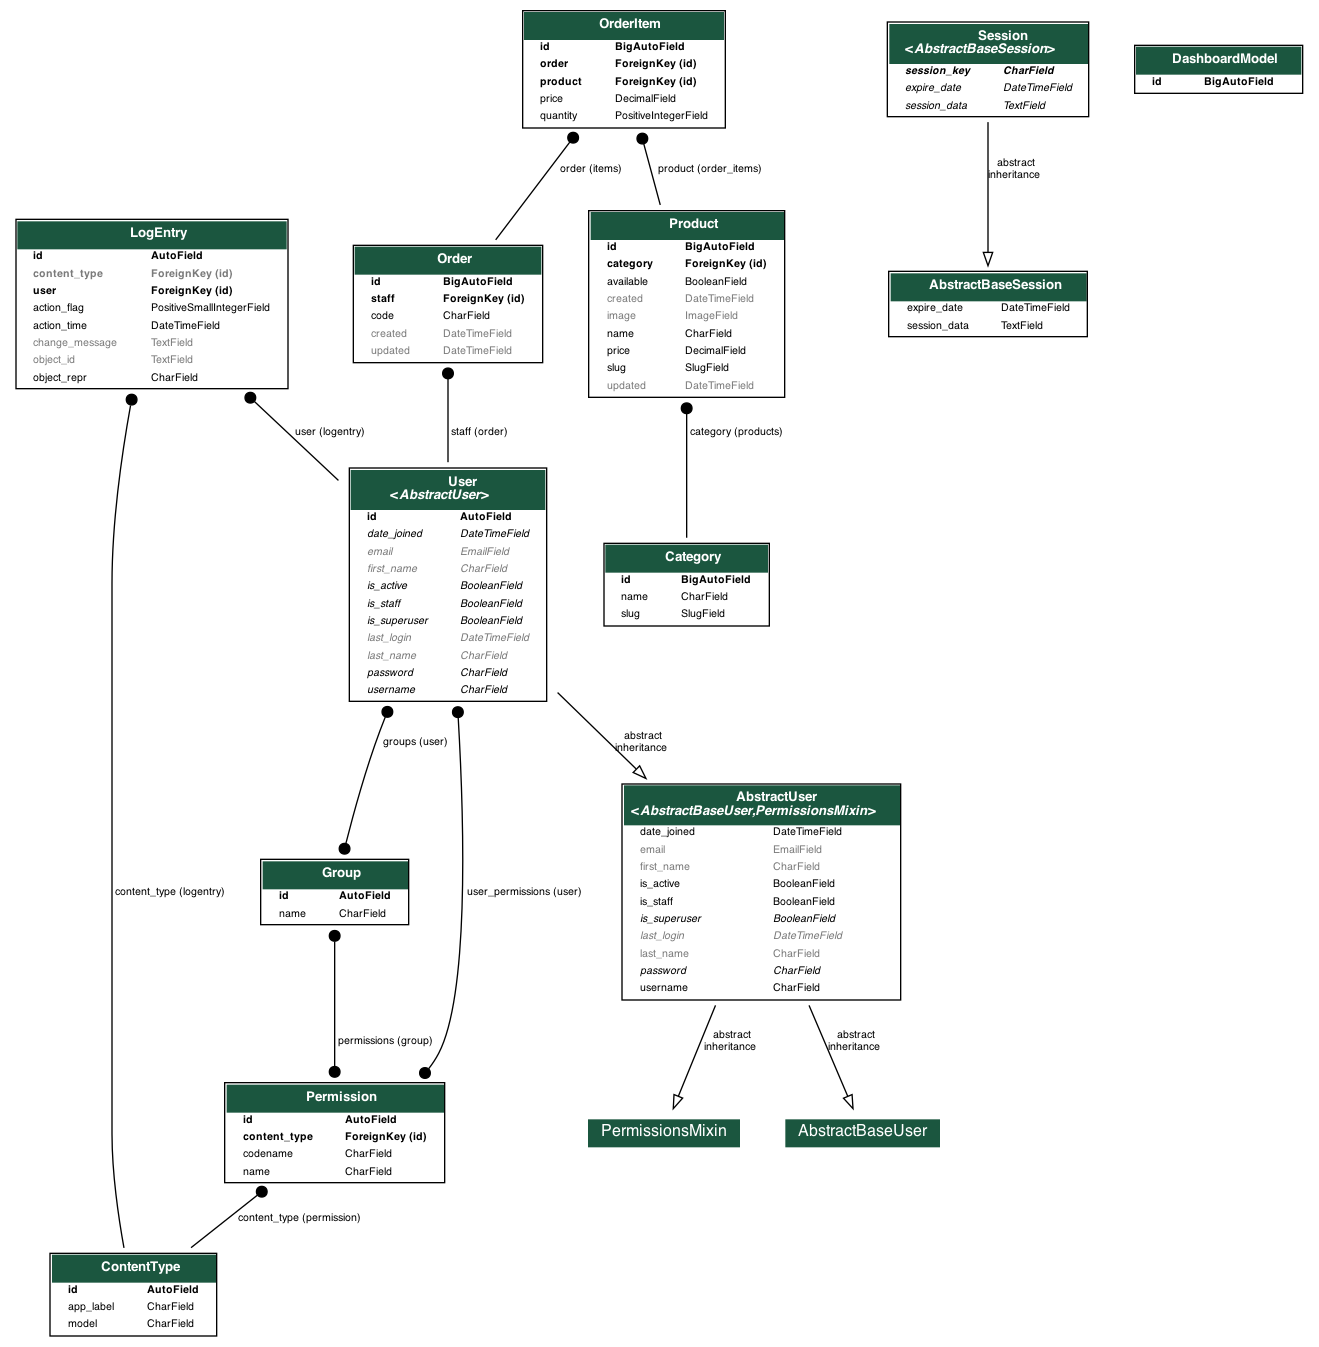 OrderItem
id BigAutoField
order ForeignKey (id)
product ForeignKey (id)
price DecimalField
quantity PositiveIntegerField
Session
<AbstractBaseSession>
session_key CharField
expire_date DateTimeField
session_data TextField
DashboardModel
id BigAutoField
order (items)
product (order_items)
abstract
inheritance
LogEntry
id AutoField
content_type ForeignKey (id)
user ForeignKey (id)
action_flag PositiveSmallIntegerField
action_time DateTimeField
change_message TextField
object_id TextField
object_repr CharField
Order
id BigAutoField
staff ForeignKey (id)
code CharField
created DateTimeField
updated DateTimeField
Product
id BigAutoField
category ForeignKey (id)
available BooleanField
created DateTimeField
image ImageField
name CharField
price DecimalField
slug SlugField
updated DateTimeField
AbstractBaseSession
expire_date DateTimeField
session_data TextField
user (logentry)
staff (order)
category (products)
User
<AbstractUser>
id AutoField
date_joined DateTimeField
email EmailField
first_name CharField
is_active BooleanField
is_staff BooleanField
is_superuser BooleanField
last_login DateTimeField
last_name CharField
password CharField
username CharField
Category
id BigAutoField
name CharField
slug SlugField
groups (user)
abstract
inheritance
AbstractUser
<AbstractBaseUser,PermissionsMixin>
date_joined DateTimeField
email EmailField
first_name CharField
is_active BooleanField
is_staff BooleanField
is_superuser BooleanField
last_login DateTimeField
last_name CharField
password CharField
username CharField
Group
id AutoField
name CharField
content_type (logentry)
user_permissions (user)
permissions (group)
abstract
inheritance
abstract
inheritance
Permission
id AutoField
content_type ForeignKey (id)
codename CharField
name CharField
PermissionsMixin
AbstractBaseUser
content_type (permission)
ContentType
id AutoField
app_label CharField
model CharField